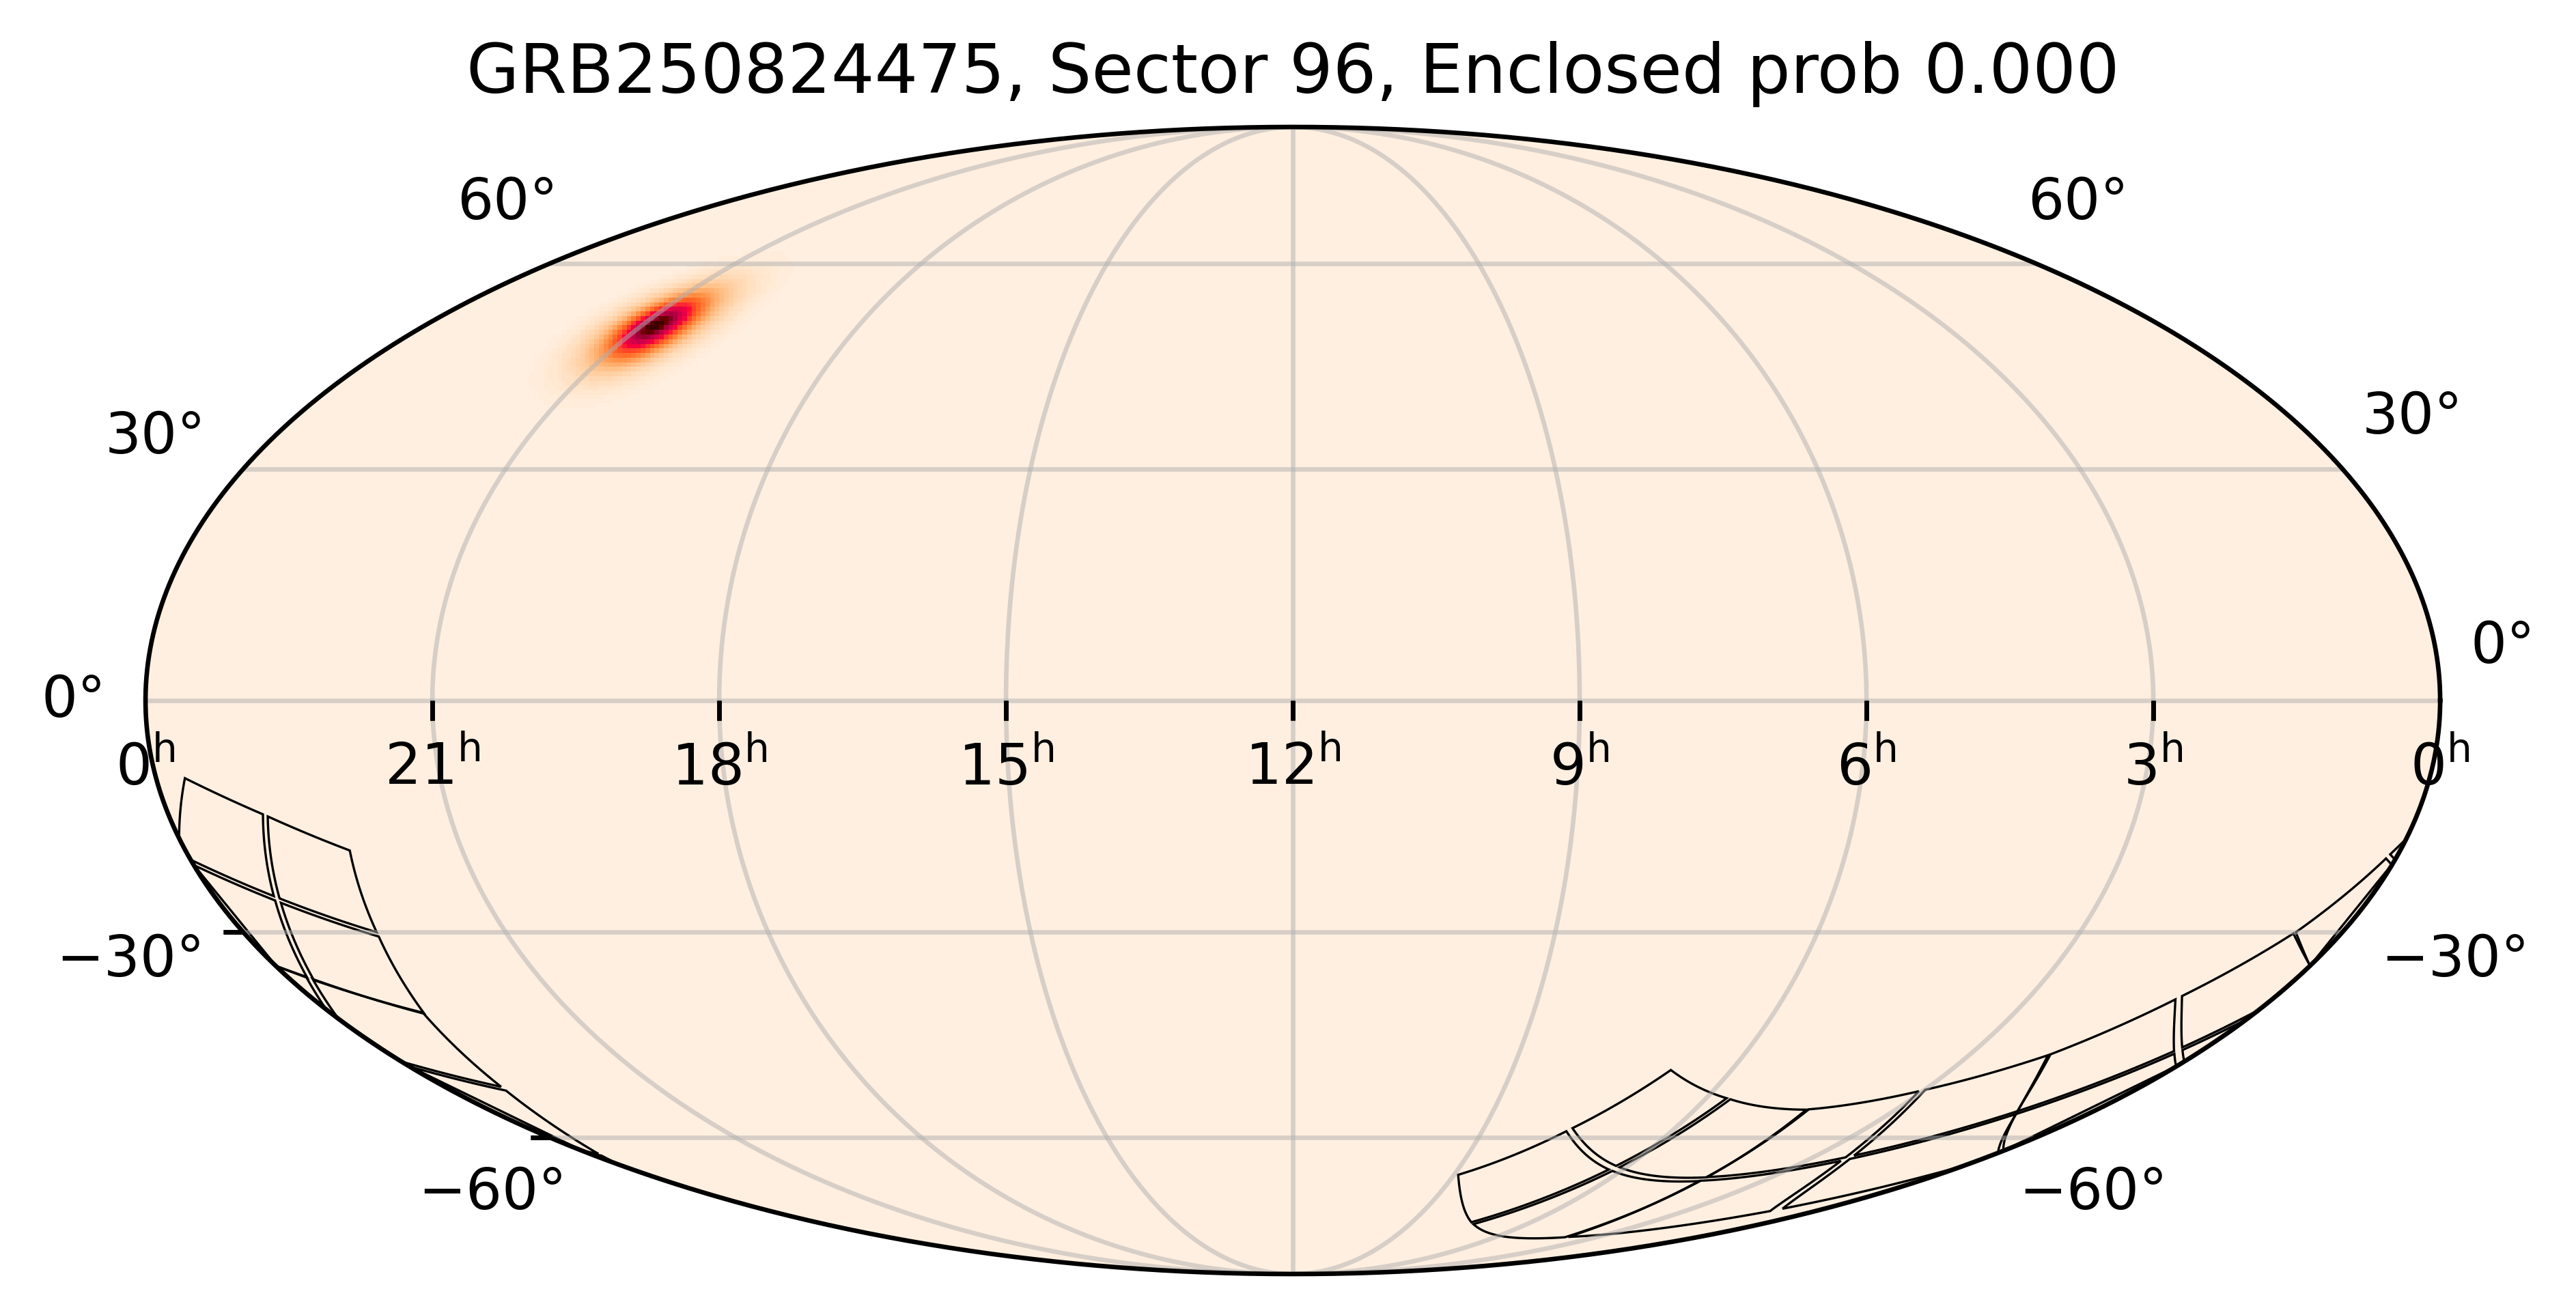 GRB250824475, Sector 96, Enclosed prob 0.000
60° 60°
30° 30°
0° 0°
0ʰ 21ʰ 18ʰ 15ʰ 12ʰ 9ʰ 6ʰ 3ʰ 0ʰ
−30° −30°
−60° −60°